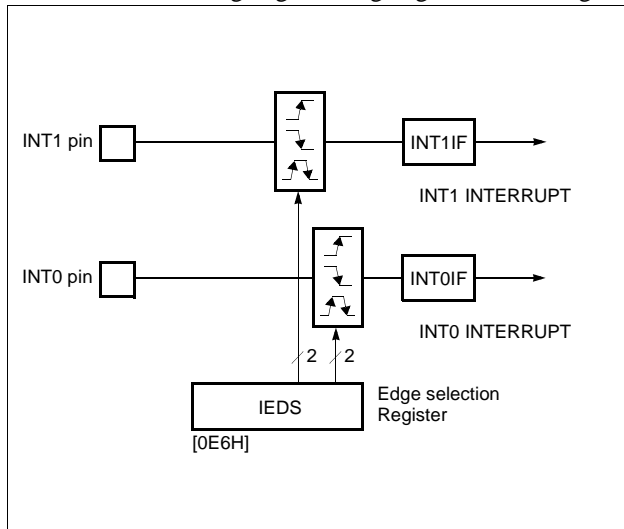 INT1 pin
INT1IF
INT1 INTERRUPT
INT0 pin
INT0IF
INT0 INTERRUPT
2 2
IEDS
Edge selection
Register
[0E6H]